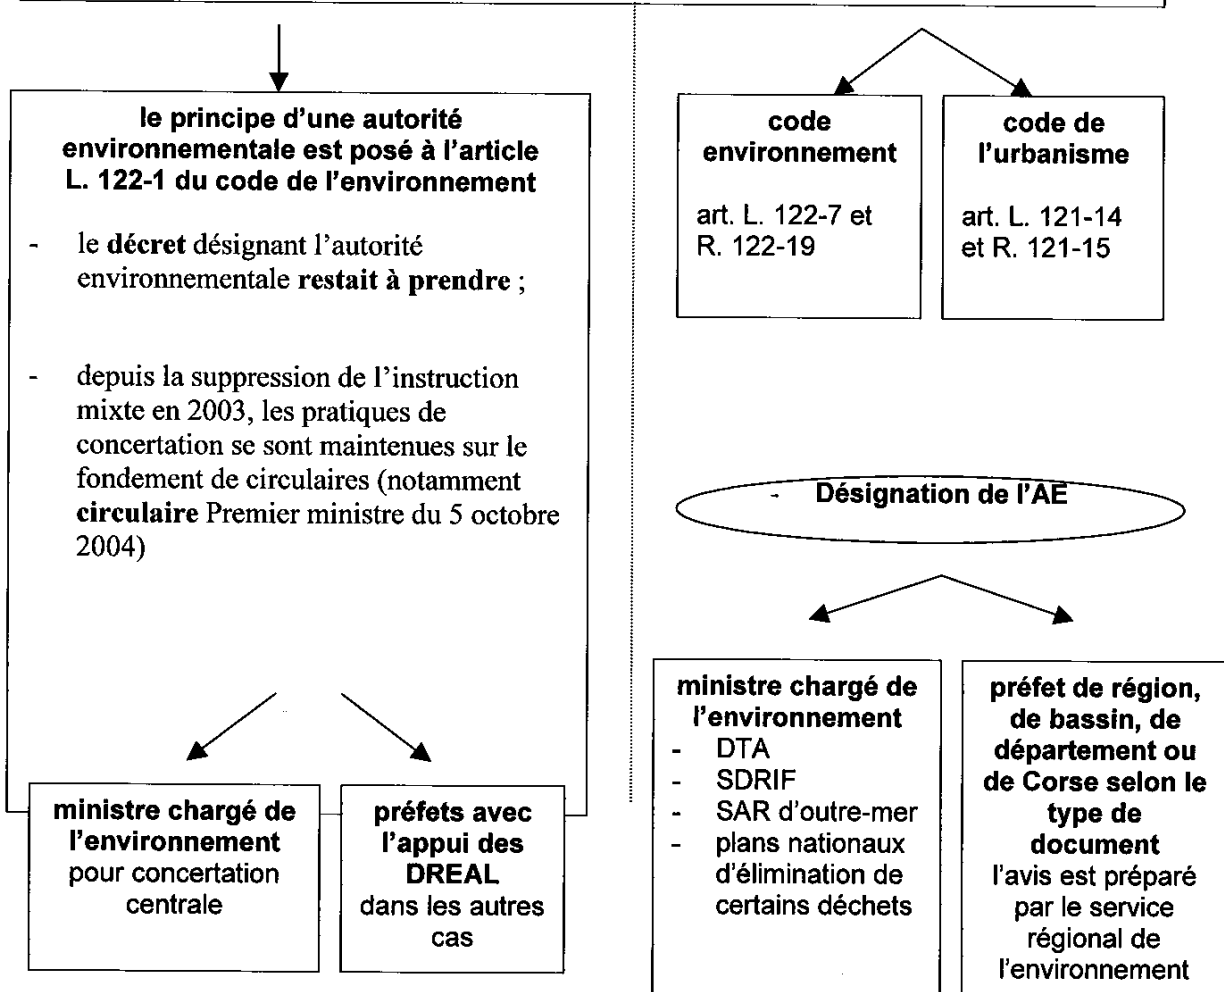 le principe d'une autorité
environnementale est posé à l'article
L. 122-1 du code de l'environnement
- le décret désignant l'autorité
environnementale restait à prendre ;
- depuis la suppression de l'instruction
mixte en 2003, les pratiques de
concertation se sont maintenues sur le
fondement de circulaires (notamment
circulaire Premier ministre du 5 octobre
2004)
ministre chargé de
l'environnement
pour concertation
centrale
préfets avec
l'appui des
DREAL
dans les autres
cas
code
environnement
art. L. 122-7 et
R. 122-19
code de
l'urbanisme
art. L. 121-14
et R. 121-15
- Désignation de l'AE
ministre chargé de
l'environnement
- DTA
- SDRIF
- SAR d'outre-mer
- plans nationaux
d'élimination de
certains déchets
préfet de région,
de bassin, de
département ou
de Corse selon le
type de
document
l'avis est préparé
par le service
régional de
l'environnement